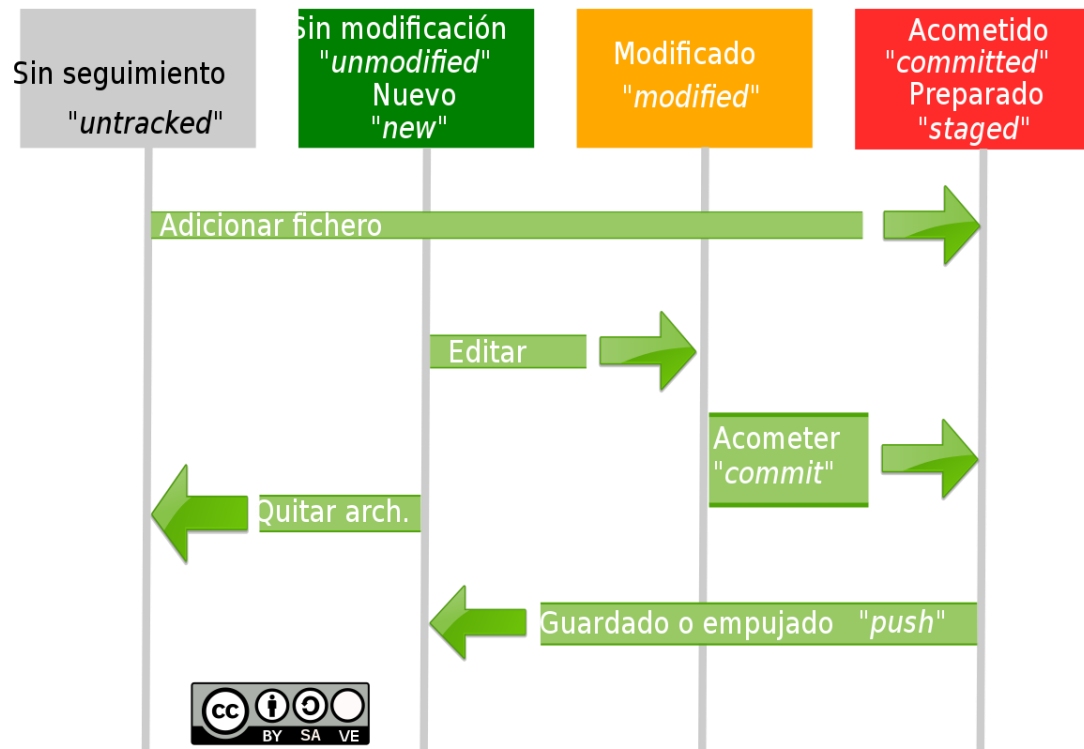 Sin seguimiento
"untracked"
Sin modificación
"unmodified"
Nuevo
"new"
Modificado
"modified"
Acometido
"committed"
Preparado
"staged"
Adicionar fichero
Editar
Acometer
"commit"
Quitar arch.
Guardado o empujado "push"
cc
BY SA VE